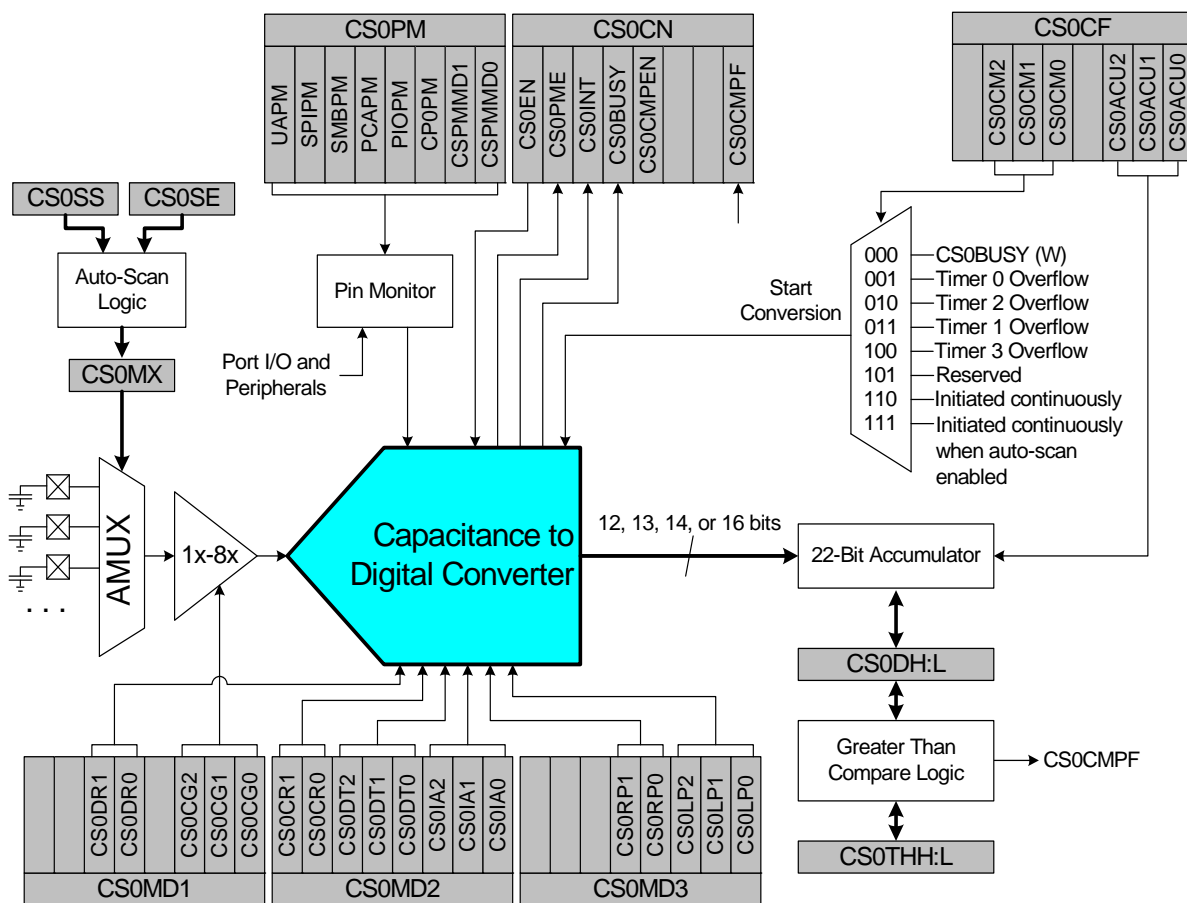 CS0PM
UAPM
SPIPM
SMBPM
PCAPM
PIOPM
CP0PM
CSPMMD1
CSPMMD0
CS0CN
CS0EN
CS0PME
CS0INT
CS0BUSY
CS0CMPEN
CS0CMPF
CS0CF
CS0CM2
CS0CM1
CS0CM0
CS0ACU2
CS0ACU1
CS0ACU0
CS0SS
CS0SE
Auto-Scan
Logic
CS0MX
Pin Monitor
Port I/O and
Peripherals
Start
Conversion
000 CS0BUSY (W)
001 Timer 0 Overflow
010 Timer 2 Overflow
011 Timer 1 Overflow
100 Timer 3 Overflow
101 Reserved
110 Initiated continuously
111 Initiated continuously
when auto-scan
enabled
AMUX
. . .
1x-8x
Capacitance to
Digital Converter
12, 13, 14, or 16 bits
22-Bit Accumulator
CS0DH:L
Greater Than
Compare Logic
CS0CMPF
CS0THH:L
CS0DR1
CS0DR0
CS0CG2
CS0CG1
CS0CG0
CS0MD1
CS0CR1
CS0CR0
CS0DT2
CS0DT1
CS0DT0
CS0IA2
CS0IA1
CS0IA0
CS0MD2
CS0RP1
CS0RP0
CS0LP2
CS0LP1
CS0LP0
CS0MD3